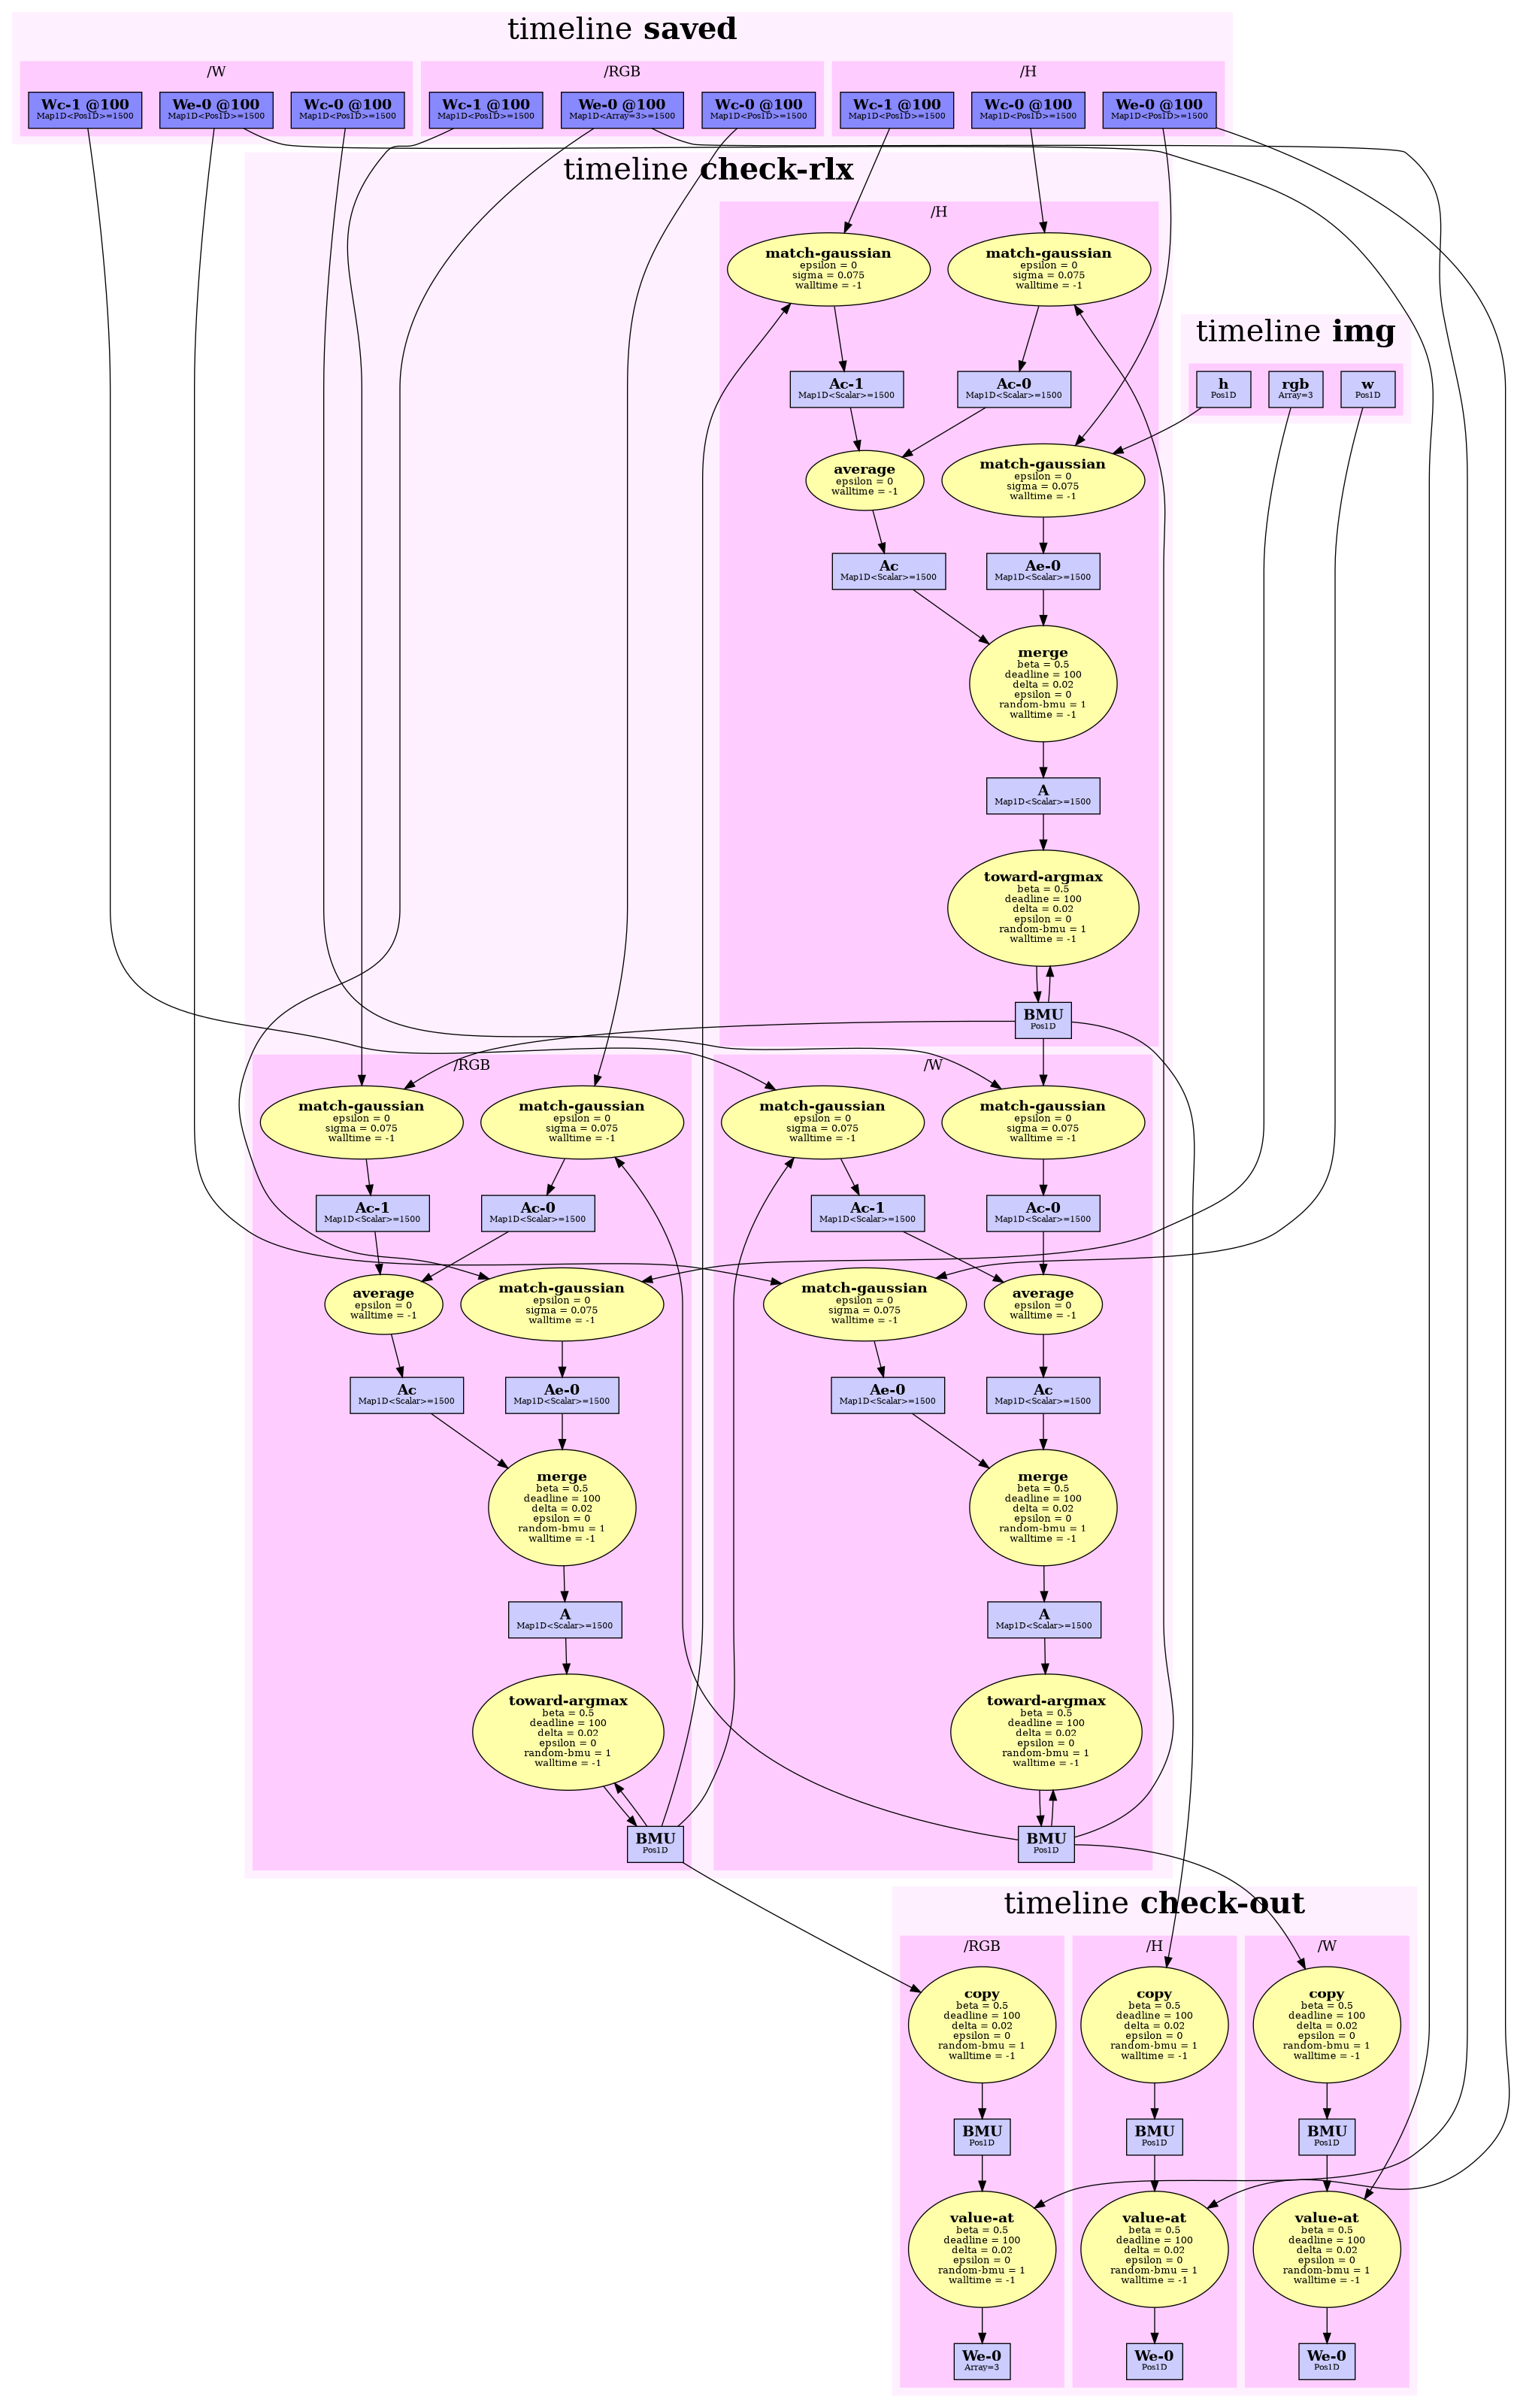 timeline saved
/W
/RGB
/H
Wc-1 @100
Map1D<Pos1D>=1500
We-0 @100
Map1D<Pos1D>=1500
Wc-0 @100
Map1D<Pos1D>=1500
Wc-1 @100
Map1D<Pos1D>=1500
We-0 @100
Map1D<Array=3>=1500
Wc-0 @100
Map1D<Pos1D>=1500
Wc-1 @100
Map1D<Pos1D>=1500
Wc-0 @100
Map1D<Pos1D>=1500
We-0 @100
Map1D<Pos1D>=1500
timeline check-rlx
/H
match-gaussian
epsilon = 0
sigma = 0.075
walltime = -1
match-gaussian
epsilon = 0
sigma = 0.075
walltime = -1
timeline img
h
Pos1D
rgb
Array=3
w
Pos1D
Ac-1
Map1D<Scalar>=1500
Ac-0
Map1D<Scalar>=1500
average
epsilon = 0
walltime = -1
match-gaussian
epsilon = 0
sigma = 0.075
walltime = -1
Ac
Map1D<Scalar>=1500
Ae-0
Map1D<Scalar>=1500
merge
beta = 0.5
deadline = 100
delta = 0.02
epsilon = 0
random-bmu = 1
walltime = -1
A
Map1D<Scalar>=1500
toward-argmax
beta = 0.5
deadline = 100
delta = 0.02
epsilon = 0
random-bmu = 1
walltime = -1
BMU
Pos1D
/RGB
match-gaussian
epsilon = 0
sigma = 0.075
walltime = -1
match-gaussian
epsilon = 0
sigma = 0.075
walltime = -1
Ac-1
Map1D<Scalar>=1500
Ac-0
Map1D<Scalar>=1500
average
epsilon = 0
walltime = -1
match-gaussian
epsilon = 0
sigma = 0.075
walltime = -1
Ac
Map1D<Scalar>=1500
Ae-0
Map1D<Scalar>=1500
merge
beta = 0.5
deadline = 100
delta = 0.02
epsilon = 0
random-bmu = 1
walltime = -1
A
Map1D<Scalar>=1500
toward-argmax
beta = 0.5
deadline = 100
delta = 0.02
epsilon = 0
random-bmu = 1
walltime = -1
BMU
Pos1D
/W
match-gaussian
epsilon = 0
sigma = 0.075
walltime = -1
match-gaussian
epsilon = 0
sigma = 0.075
walltime = -1
Ac-1
Map1D<Scalar>=1500
Ac-0
Map1D<Scalar>=1500
match-gaussian
epsilon = 0
sigma = 0.075
walltime = -1
average
epsilon = 0
walltime = -1
Ae-0
Map1D<Scalar>=1500
Ac
Map1D<Scalar>=1500
merge
beta = 0.5
deadline = 100
delta = 0.02
epsilon = 0
random-bmu = 1
walltime = -1
A
Map1D<Scalar>=1500
toward-argmax
beta = 0.5
deadline = 100
delta = 0.02
epsilon = 0
random-bmu = 1
walltime = -1
BMU
Pos1D
timeline check-out
/RGB
copy
beta = 0.5
deadline = 100
delta = 0.02
epsilon = 0
random-bmu = 1
walltime = -1
BMU
Pos1D
value-at
beta = 0.5
deadline = 100
delta = 0.02
epsilon = 0
random-bmu = 1
walltime = -1
We-0
Array=3
/H
copy
beta = 0.5
deadline = 100
delta = 0.02
epsilon = 0
random-bmu = 1
walltime = -1
BMU
Pos1D
value-at
beta = 0.5
deadline = 100
delta = 0.02
epsilon = 0
random-bmu = 1
walltime = -1
We-0
Pos1D
/W
copy
beta = 0.5
deadline = 100
delta = 0.02
epsilon = 0
random-bmu = 1
walltime = -1
BMU
Pos1D
value-at
beta = 0.5
deadline = 100
delta = 0.02
epsilon = 0
random-bmu = 1
walltime = -1
We-0
Pos1D